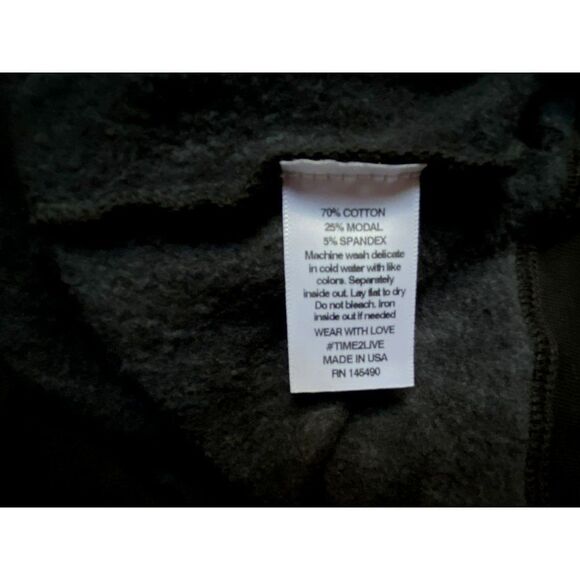 70% COTTON
25% MODAL
5% SPANDEX
Machine wash delicate
in cold water with like
colors. Separately
inside out. Lay flat to dry
Do not bleach. Iron
inside out if needed
WEAR WITH LOVE
#TIME2LIVE
MADE IN USA
RN 145490